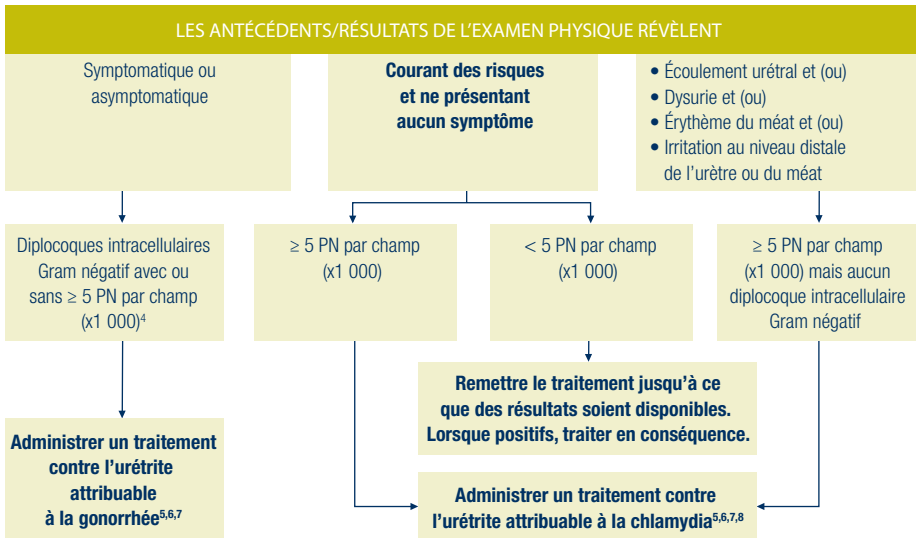 LES ANTÉCÉDENTS/RÉSULTATS DE L'EXAMEN PHYSIQUE RÉVÈLENT
Symptomatique ou
asymptomatique
Courant des risques
et ne présentant
aucun symptôme
• Écoulement urétral et (ou)
• Dysurie et (ou)
• Érythème du méat et (ou)
• Irritation au niveau distale
de l'urètre ou du méat
Diplocoques intracellulaires
Gram négatif avec ou
sans ≥ 5 PN par champ
(x1 000)4
≥ 5 PN par champ
(x1 000)
< 5 PN par champ
(x1 000)
≥ 5 PN par champ
(x1 000) mais aucun
diplocoque intracellulaire
Gram négatif
Remettre le traitement jusqu'à ce
que des résultats soient disponibles.
Lorsque positifs, traiter en conséquence.
Administrer un traitement
contre l'urétrite
attribuable
à la gonorrhée5,6,7
Administrer un traitement contre
l'urétrite attribuable à la chlamydia5,6,7,8